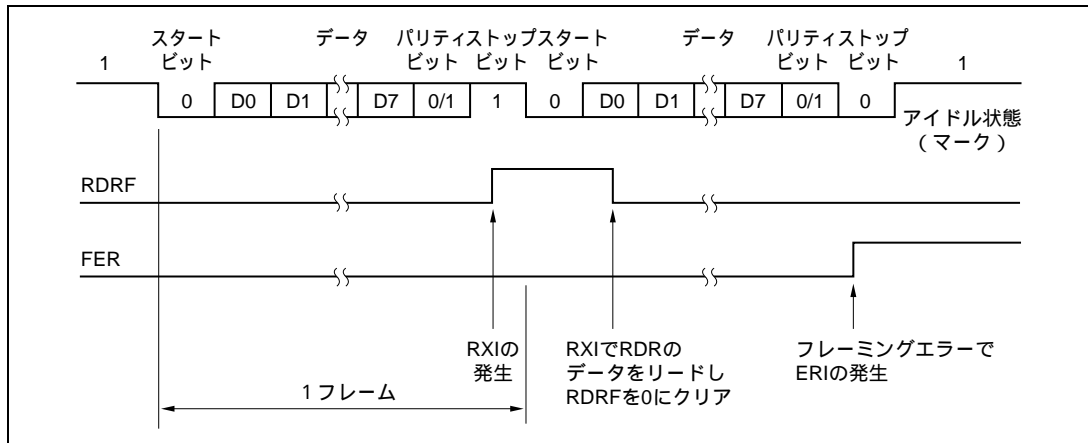 スタート データ パリティストップスタート データ パリティストップ
1 ビット ビット ビット ビット ビット ビット 1
0 D0 D1 D7 0/1 1 0 D0 D1 D7 0/1 0
アイドル状態
（マーク）
RDRF
FER
RXIの
発生
RXIでRDRの
データをリードし
RDRFを0にクリア
フレーミングエラーで
ERIの発生
1 フレーム